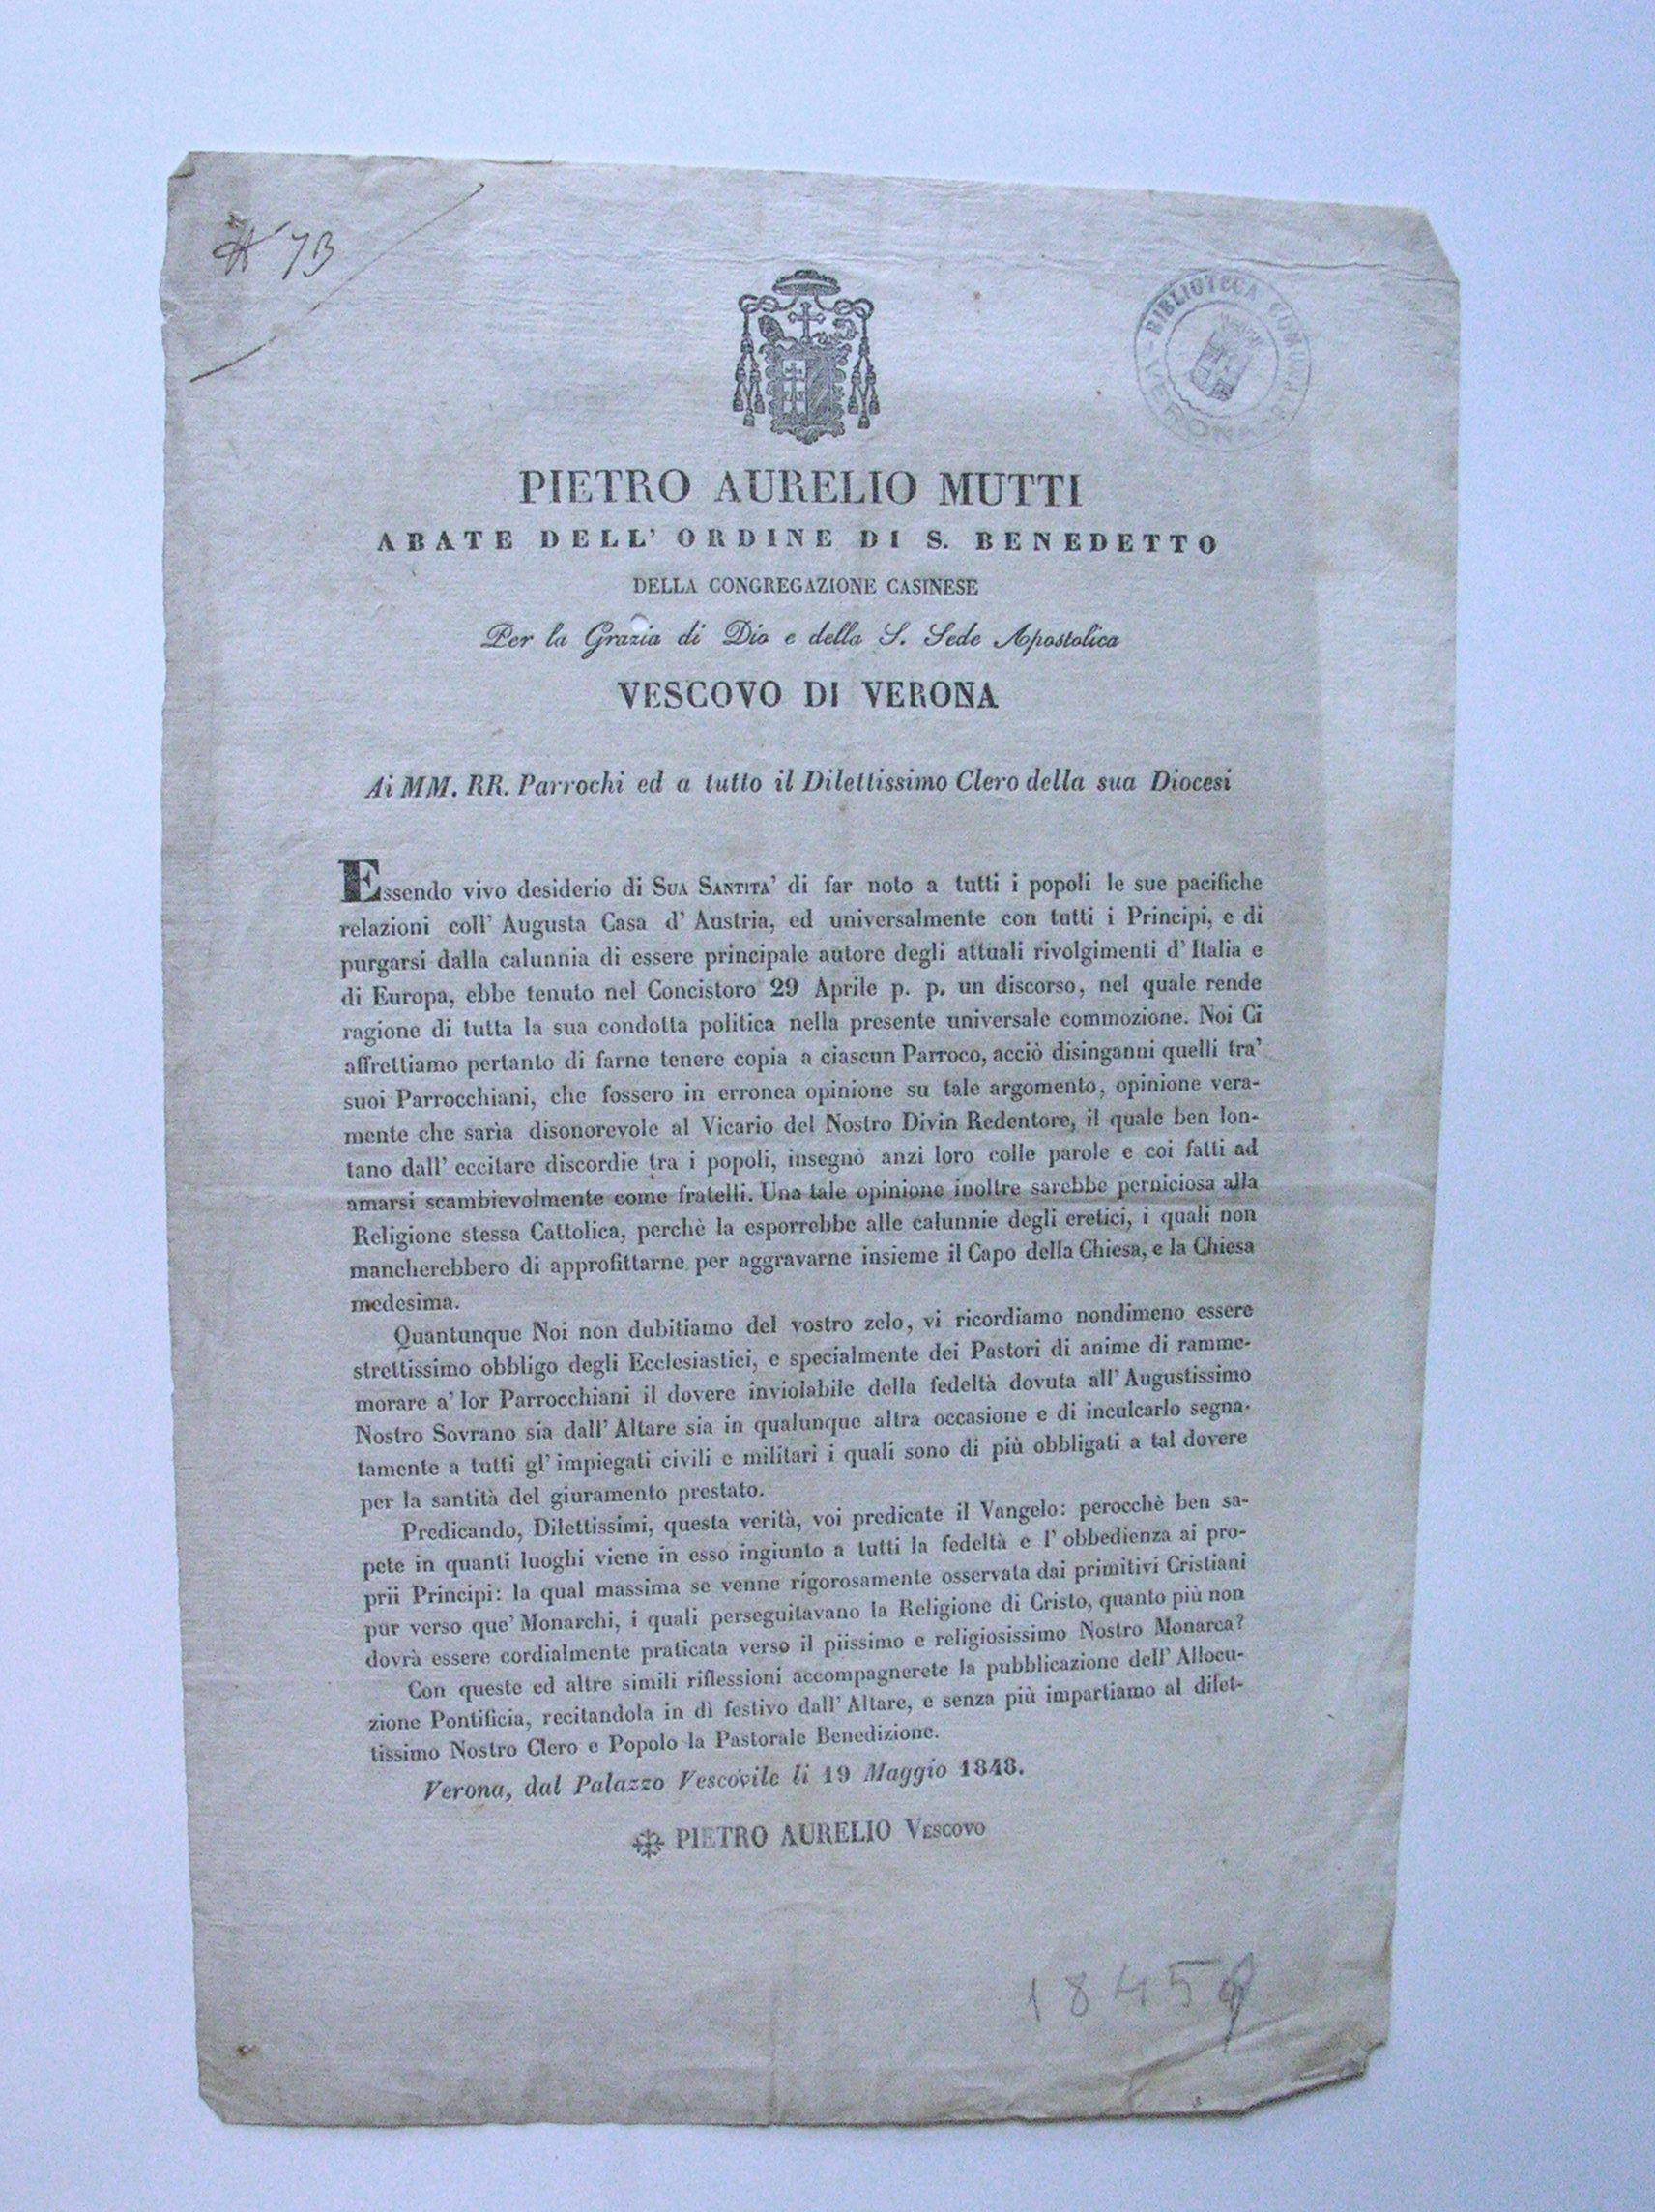 73
BIBLIOTECA COMUNALE
VERONA
PIETRO AURELIO MUTTI
ABATE DELL' ORDINE DI S. BENEDETTO
DELLA CONGREGAZIONE CASINESE
Per la Grazia di Dio e della S. Sede Apostolica
VESCOVO DI VERONA
Ai MM. RR. Parrochi ed a tutto il Dilettissimo Clero della sua Diocesi
Essendo vivo desiderio di SUA SANTITA' di far noto a tutti i popoli le sue pacifiche
relazioni coll' Augusta Casa d' Austria, ed universalmente con tutti i Principi, e di
purgarsi dalla calunnia di essere principale autore degli attuali rivolgimenti d' Italia e
di Europa, ebbe tenuto nel Concistoro 29 Aprile p. p. un discorso, nel quale rende
ragione di tutta la sua condotta politica nella presente universale commozione. Noi Ci
affrettiamo pertanto di farne tenere copia a ciascun Parroco, acciò disinganni quelli tra'
suoi Parrocchiani, che fossero in erronea opinione su tale argomento, opinione vera-
mente che saria disonorevole al Vicario del Nostro Divin Redentore, il quale ben lon-
tano dall' eccitare discordie tra i popoli, insegnò anzi loro colle parole e coi fatti ad
amarsi scambievolmente come fratelli. Una tale opinione inoltre sarebbe perniciosa alla
Religione stessa Cattolica, perchè la esporrebbe alle calunnie degli eretici, i quali non
mancherebbero di approfittarne per aggravarne insieme il Capo della Chiesa, e la Chiesa
medesima.
Quantunque Noi non dubitiamo del vostro zelo, vi ricordiamo nondimeno essere
strettissimo obbligo degli Ecclesiastici, e specialmente dei Pastori di anime di ramme-
morare a' lor Parrocchiani il dovere inviolabile della fedeltà dovuta all' Augustissimo
Nostro Sovrano sia dall' Altare sia in qualunque altra occasione e di inculcarlo segna-
tamente a tutti gl' impiegati civili e militari i quali sono di più obbligati a tal dovere
per la santità del giuramento prestato.
Predicando, Dilettissimi, questa verità, voi predicate il Vangelo: perocchè ben sa-
pete in quanti luoghi viene in esso ingiunto a tutti la fedeltà e l' obbedienza ai pro-
prii Principi: la qual massima se venne rigorosamente osservata dai primitivi Cristiani
pur verso que' Monarchi, i quali perseguitavano la Religione di Cristo, quanto più non
dovrà essere cordialmente praticata verso il piissimo e religiosissimo Nostro Monarca?
Con queste ed altre simili riflessioni accompagnerete la pubblicazione dell' Allocu-
zione Pontificia, recitandola in dì festivo dall' Altare, e senza più impartiamo al dilet-
tissimo Nostro Clero e Popolo la Pastorale Benedizione.
Verona, dal Palazzo Vescovile li 19 Maggio 1848.
PIETRO AURELIO VESCOVO